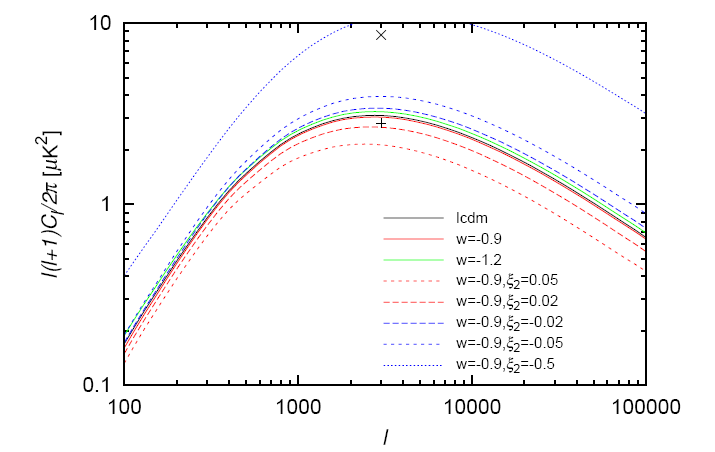 10
1
0.1
l(l+1)C_l/2π [μK²]
lcdm
w=-0.9
w=-1.2
w=-0.9,ξ₂=0.05
w=-0.9,ξ₂=0.02
w=-0.9,ξ₂=-0.02
w=-0.9,ξ₂=-0.05
w=-0.9,ξ₂=-0.5
100 1000 10000 100000
l